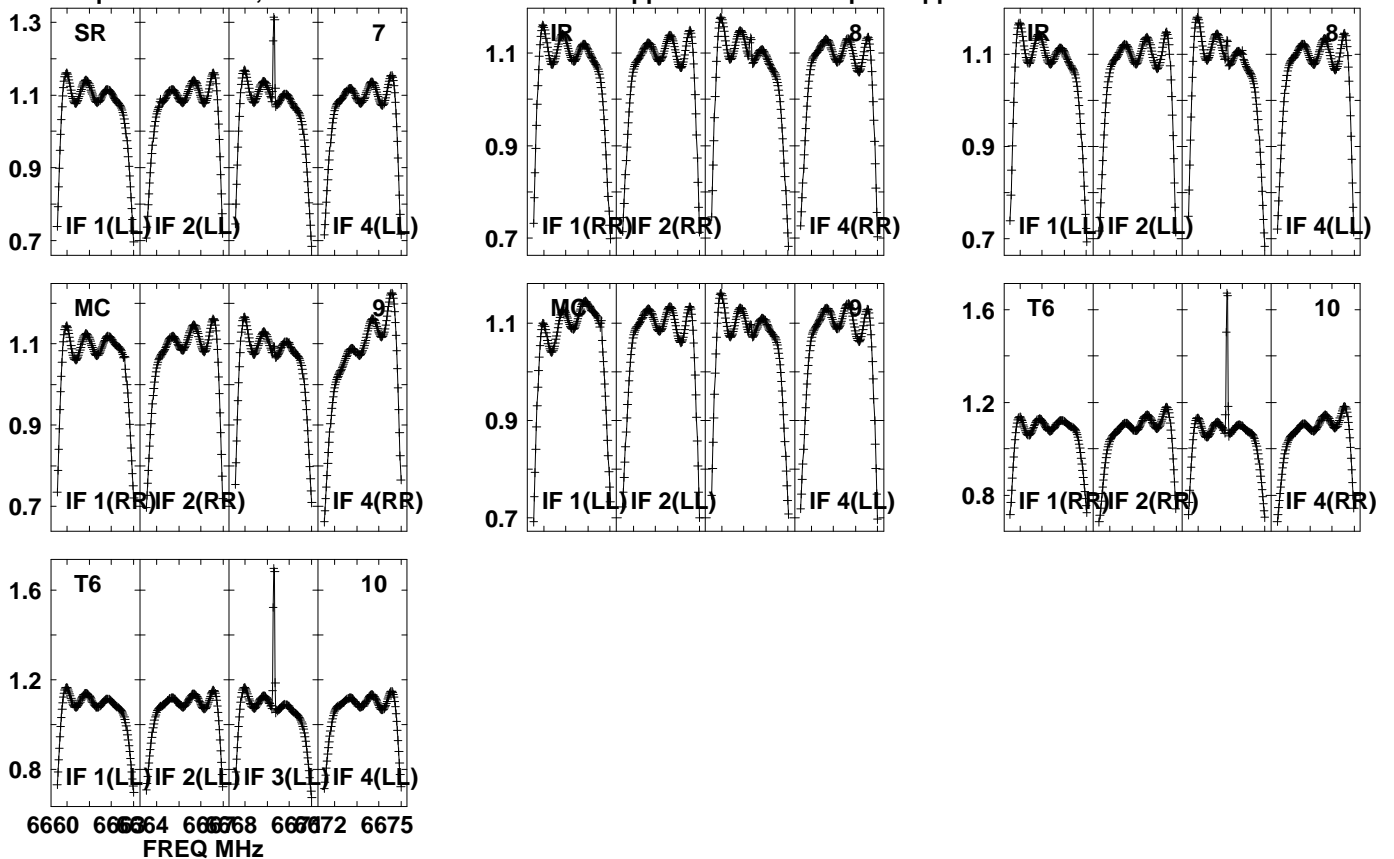 1.3
1.1
0.9
0.7
SR 7
IF 1(LL) IF 2(LL) IF 4(LL)
1.1
0.9
0.7
IR 8
IF 1(RR) IF 2(RR) IF 4(RR)
1.1
0.9
0.7
IR 8
IF 1(LL) IF 2(LL) IF 4(LL)
1.1
0.9
0.7
MC 9
IF 1(RR) IF 2(RR) IF 4(RR)
1.1
0.9
0.7
MC 9
IF 1(LL) IF 2(LL) IF 4(LL)
1.6
1.2
0.8
T6 10
IF 1(RR) IF 2(RR) IF 4(RR)
1.6
1.2
0.8
T6 10
IF 1(LL) IF 2(LL) IF 3(LL) IF 4(LL)
6660 6663 6664 6667 6668 6671 6672 6675
FREQ MHz